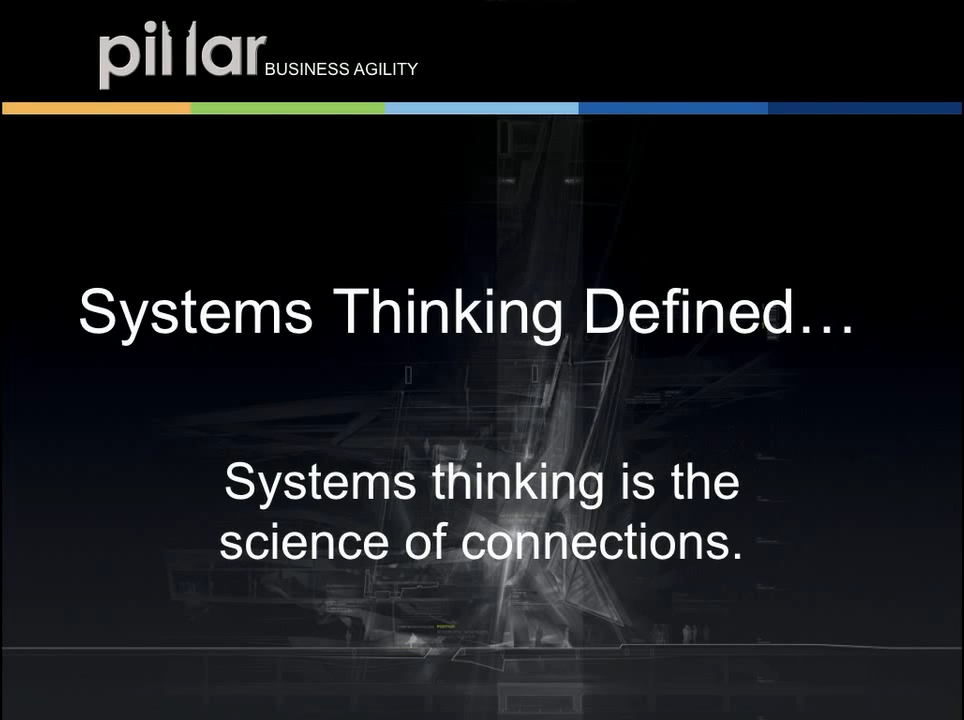 pillar BUSINESS AGILITY
Systems Thinking Defined…
Systems thinking is the
science of connections.